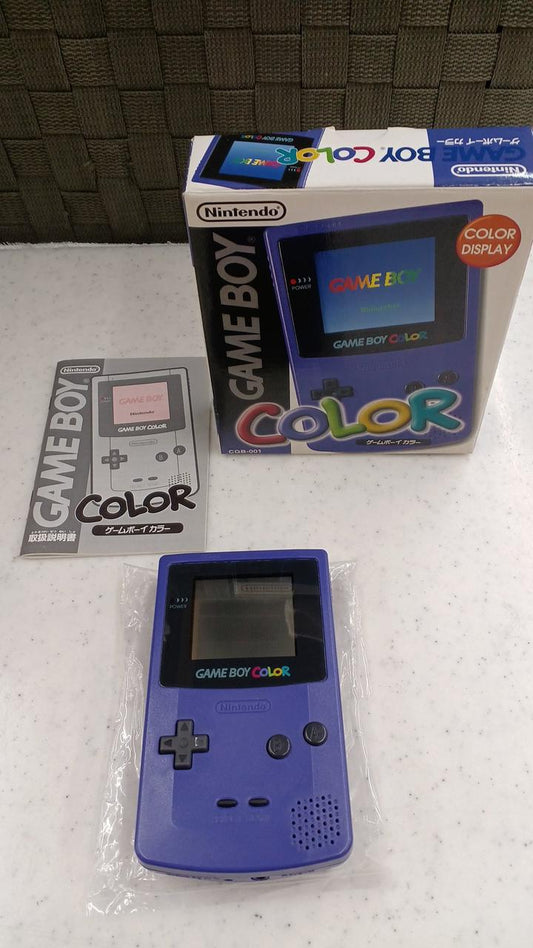 GAME BOY COLOR ゲームボーイカラー
Nintendo
GAME BOY
Nintendo
GAME BOY
COLOR
DISPLAY
POWER
GAME BOY
Nintendo
GAME BOY COLOR
COLOR
ゲームボーイカラー
CGB-001
Nintendo
GAME BOY
GAME BOY
Nintendo
GAME BOY COLOR
COLOR
ゲームボーイカラー
取扱説明書
POWER
GAME BOY COLOR
Nintendo
B
A